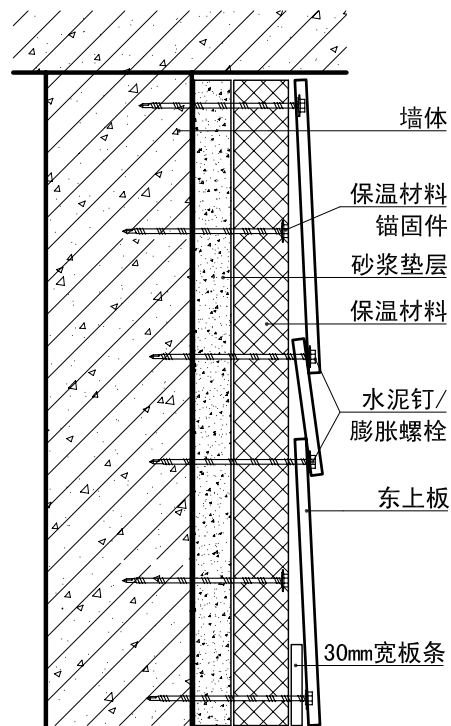 墙体
保温材料
锚固件
砂浆垫层
保温材料
水泥钉/
膨胀螺栓
东上板
30mm宽板条